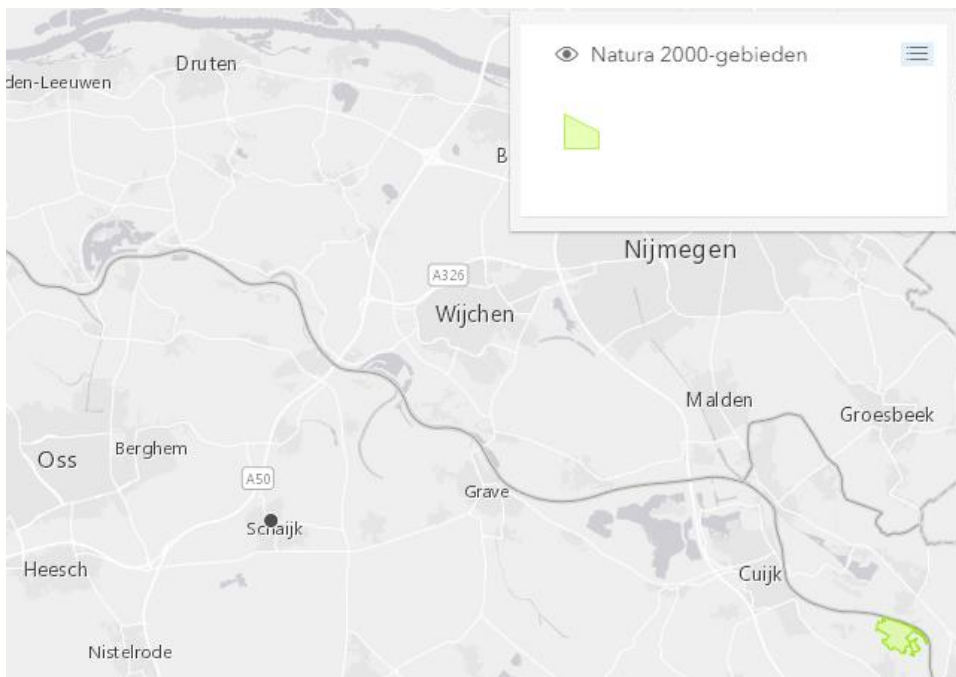 Natura 2000-gebieden
Druten
den-Leeuwen
B
Nijmegen
A326
Wijchen
Malden
Groesbeek
Berghem
Oss
A50
Grave
Schaijk
Heesch
Cuijk
Nistelrode